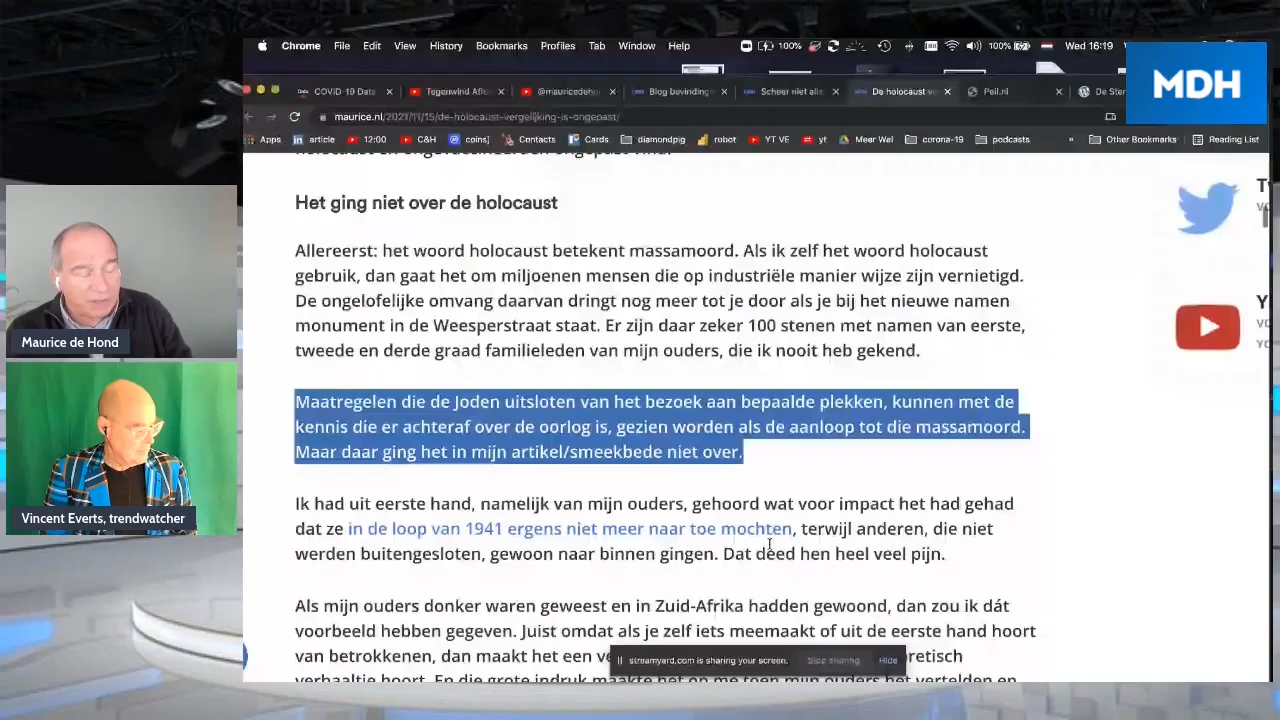 Chrome File Edit View History Bookmarks Profiles Tab Window Help 100% 100% Wed 16:19
MDH
COVID-19 Data Tegenwind Afle @mauricedehon Blog bevinding De holocaust v Peil.nl De Ster
maurice.nl/2021/11/15/de-holocaust-vergelijking-is-ongepast/
Apps article 12:00 C&H coins Contacts Cards diamondpig robot YT VE yt Meer Wel corona-19 podcasts » Other Bookmarks Reading List
Het ging niet over de holocaust
Allereerst: het woord holocaust betekent massamoord. Als ik zelf het woord holocaust
gebruik, dan gaat het om miljoenen mensen die op industriële manier wijze zijn vernietigd.
De ongelofelijke omvang daarvan dringt nog meer tot je door als je bij het nieuwe namen
monument in de Weesperstraat staat. Er zijn daar zeker 100 stenen met namen van eerste,
tweede en derde graad familieleden van mijn ouders, die ik nooit heb gekend.
Maatregelen die de Joden uitsloten van het bezoek aan bepaalde plekken, kunnen met de
kennis die er achteraf over de oorlog is, gezien worden als de aanloop tot die massamoord.
Maar daar ging het in mijn artikel/smeekbede niet over.
Ik had uit eerste hand, namelijk van mijn ouders, gehoord wat voor impact het had gehad
dat ze in de loop van 1941 ergens niet meer naar toe mochten, terwijl anderen, die niet
werden buitengesloten, gewoon naar binnen gingen. Dat deed hen heel veel pijn.
Als mijn ouders donker waren geweest en in Zuid-Afrika hadden gewoond, dan zou ik dát
voorbeeld hebben gegeven. Juist omdat als je zelf iets meemaakt of uit de eerste hand hoort
van betrokkenen, dan maakt het een
streamyard.com is sharing your screen. Stop sharing Hide
Maurice de Hond
Vincent Everts, trendwatcher